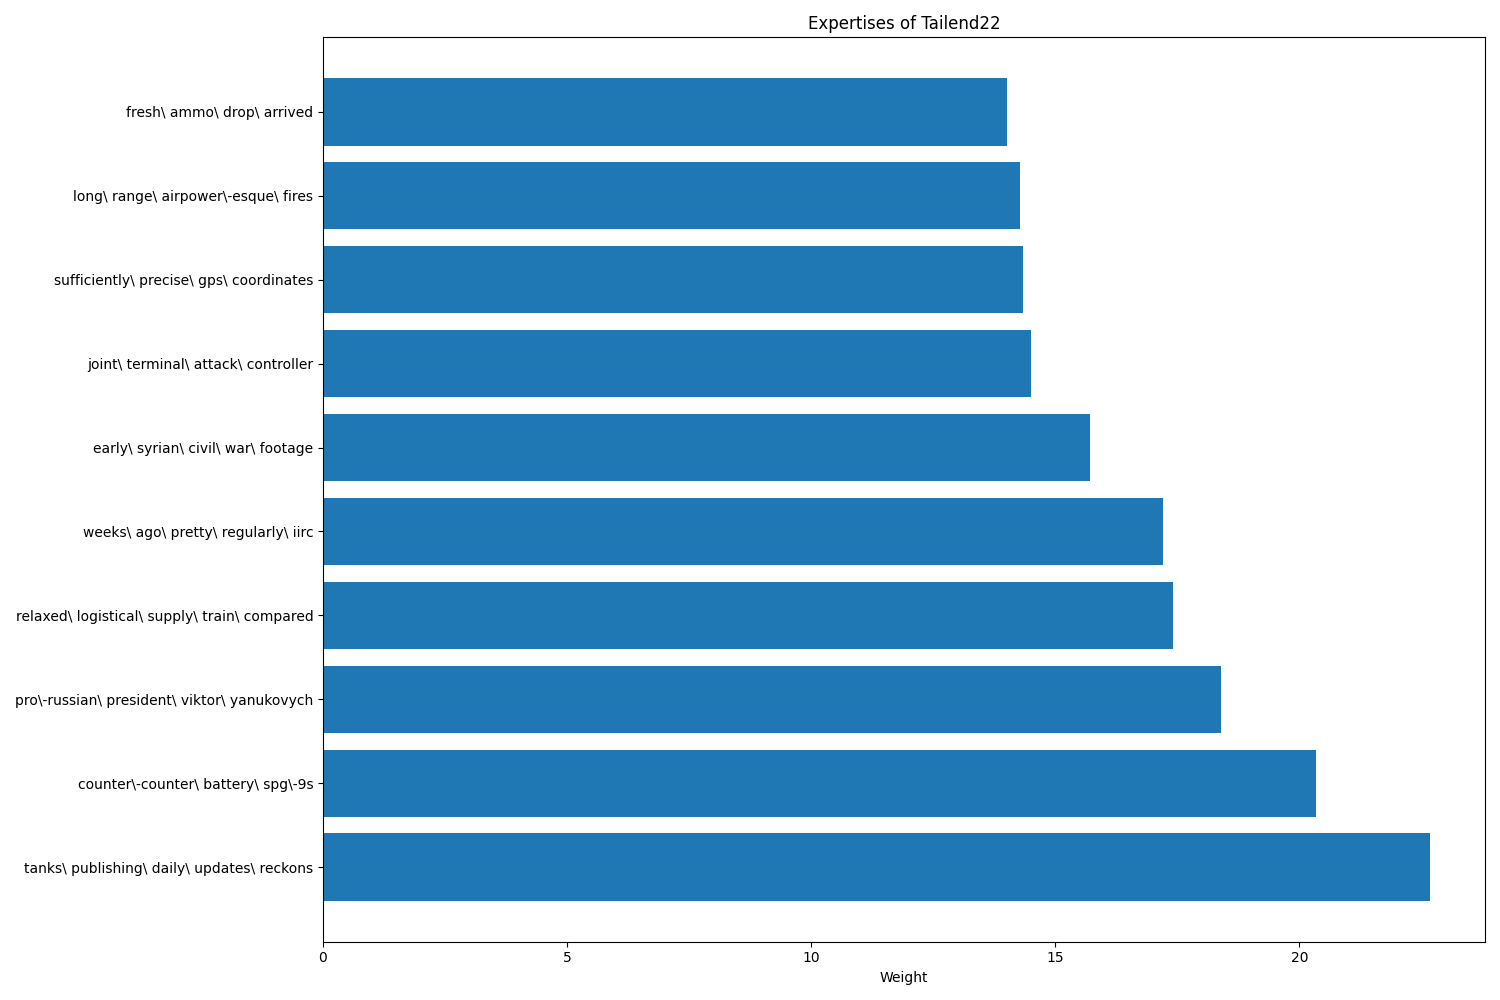 Expertises of Tailend22
fresh\ ammo\ drop\ arrived
long\ range\ airpower\-esque\ fires
sufficiently\ precise\ gps\ coordinates
joint\ terminal\ attack\ controller
early\ syrian\ civil\ war\ footage
weeks\ ago\ pretty\ regularly\ iirc
relaxed\ logistical\ supply\ train\ compared
pro\-russian\ president\ viktor\ yanukovych
counter\-counter\ battery\ spg\-9s
tanks\ publishing\ daily\ updates\ reckons
0 5 10 15 20
Weight